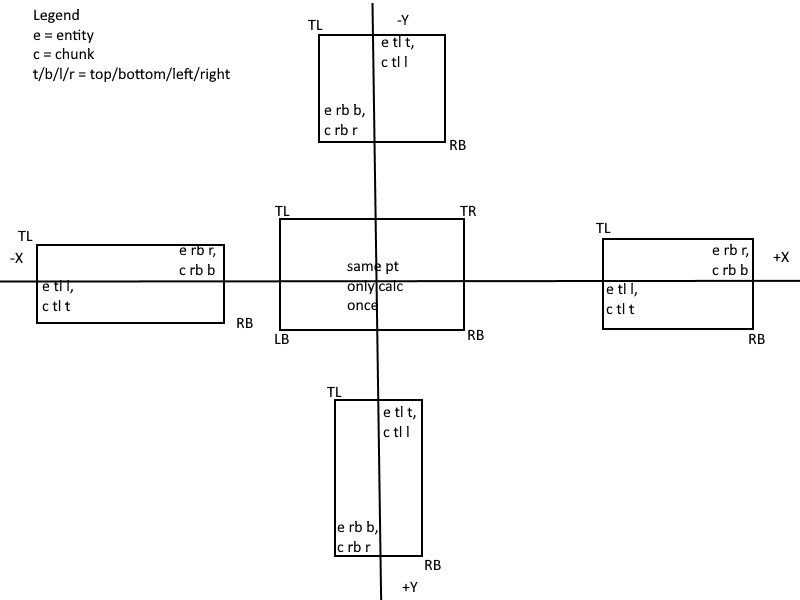 Legend
e = entity
c = chunk
t/b/l/r = top/bottom/left/right
TL
-Y
e tl t,
c tl l
e rb b,
c rb r
RB
TL
-X
e rb r,
c rb b
e tl l,
c tl t
RB
TL
TR
same pt
only calc
once
LB
RB
TL
+X
e rb r,
c rb b
e tl l,
c tl t
RB
TL
e tl t,
c tl l
e rb b,
c rb r
RB
+Y